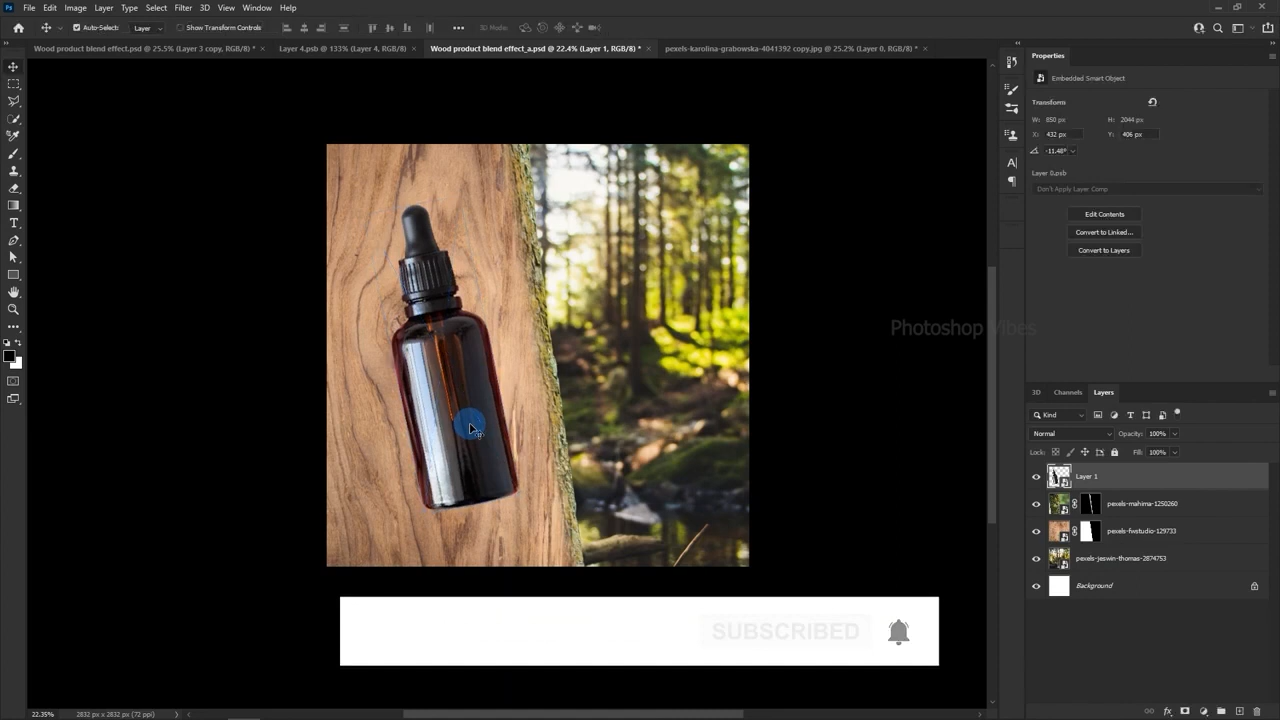 Ps File Edit Image Layer Type Select Filter 3D View Window Help
Auto-Select: Layer Show Transform Controls 3D Mode:
Wood product blend effect.psd @ 25.5% (Layer 3 copy, RGB/8) * Layer 4.psb @ 133% (Layer 4, RGB/8) Wood product blend effect_a.psd @ 22.4% (Layer 1, RGB/8) * pexels-karolina-grabowska-4041392 copy.jpg @ 25.2% (Layer 0, RGB/8) *
Properties
Embedded Smart Object
Transform
W: 850 px H: 2044 px
X: 432 px Y: 406 px
-11.48°
Layer 0.psb
Don't Apply Layer Comp
Edit Contents
Convert to Linked...
Convert to Layers
Photoshop Vibes
3D Channels Layers
Kind
Normal Opacity: 100%
Lock: Fill: 100%
Layer 1
pexels-mahima-1250260
pexels-fwstudio-129733
pexels-jeswin-thomas-2874753
Background
SUBSCRIBED
22.35% 2832 px x 2832 px (72 ppi)